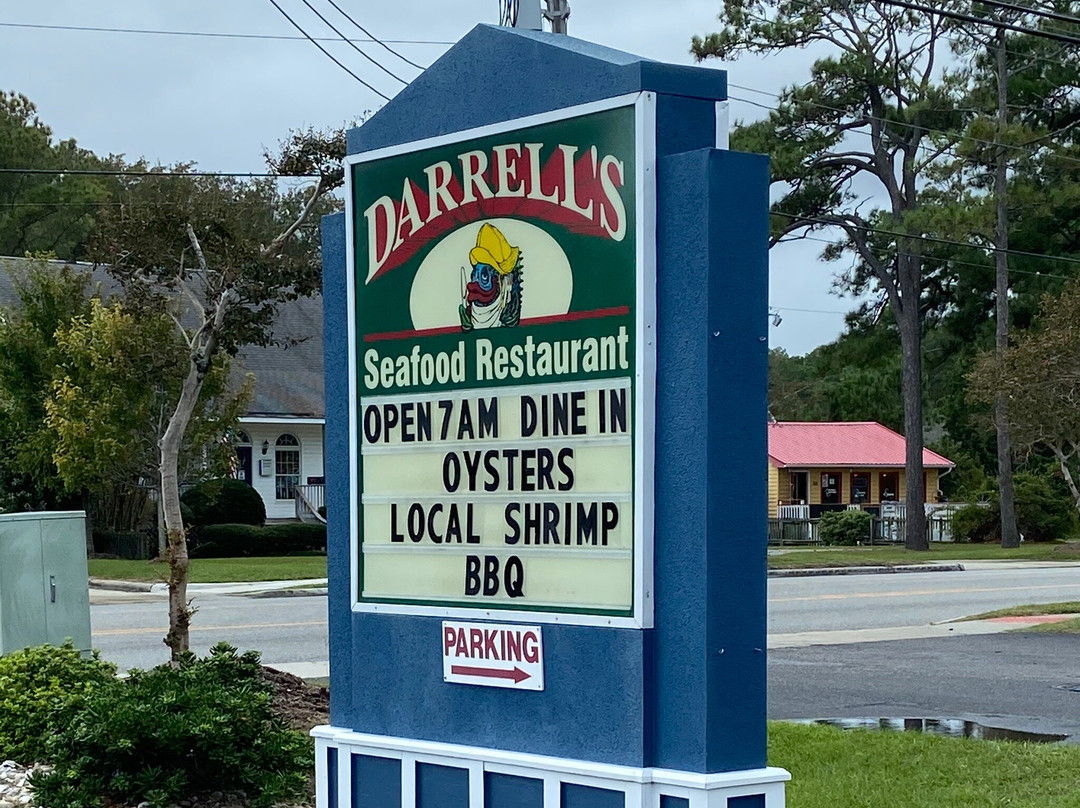 DARRELL'S
Seafood Restaurant
OPEN 7AM DINE IN
OYSTERS
LOCAL SHRIMP
BBQ
PARKING